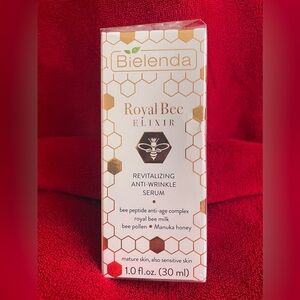 Bielenda
Royal Bee
ELIXIR
REVITALIZING
ANTI-WRINKLE
SERUM
bee peptide anti-age complex
royal bee milk
bee pollen • Manuka honey
mature skin, also sensitive skin
1.0 fl.oz. (30 ml)